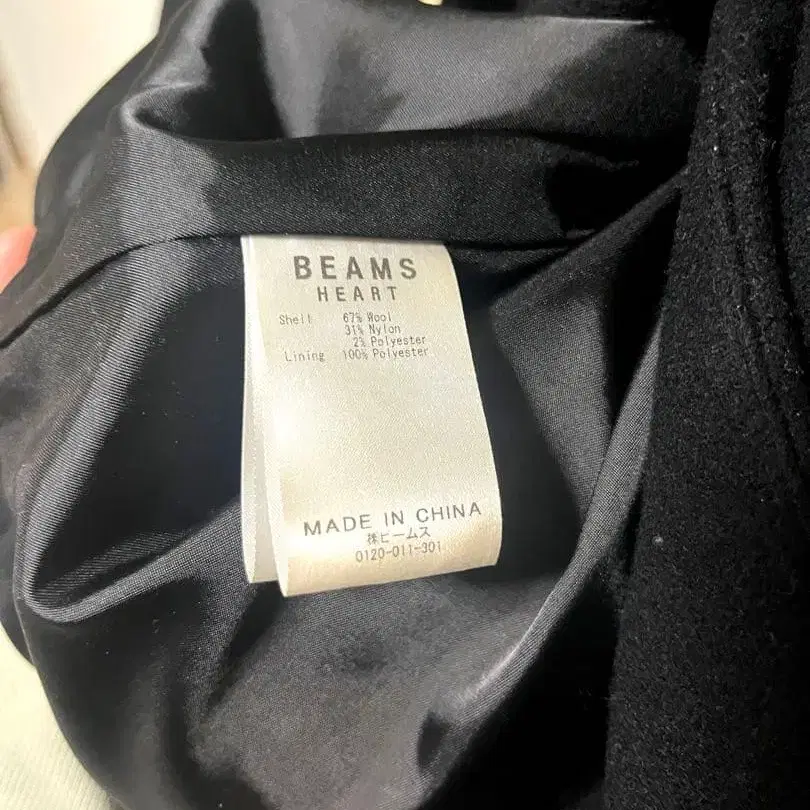 BEAMS
HEART
Shell 67% Wool
31% Nylon
2% Polyester
Lining 100% Polyester
MADE IN CHINA
㈱ビームス
0120-011-301